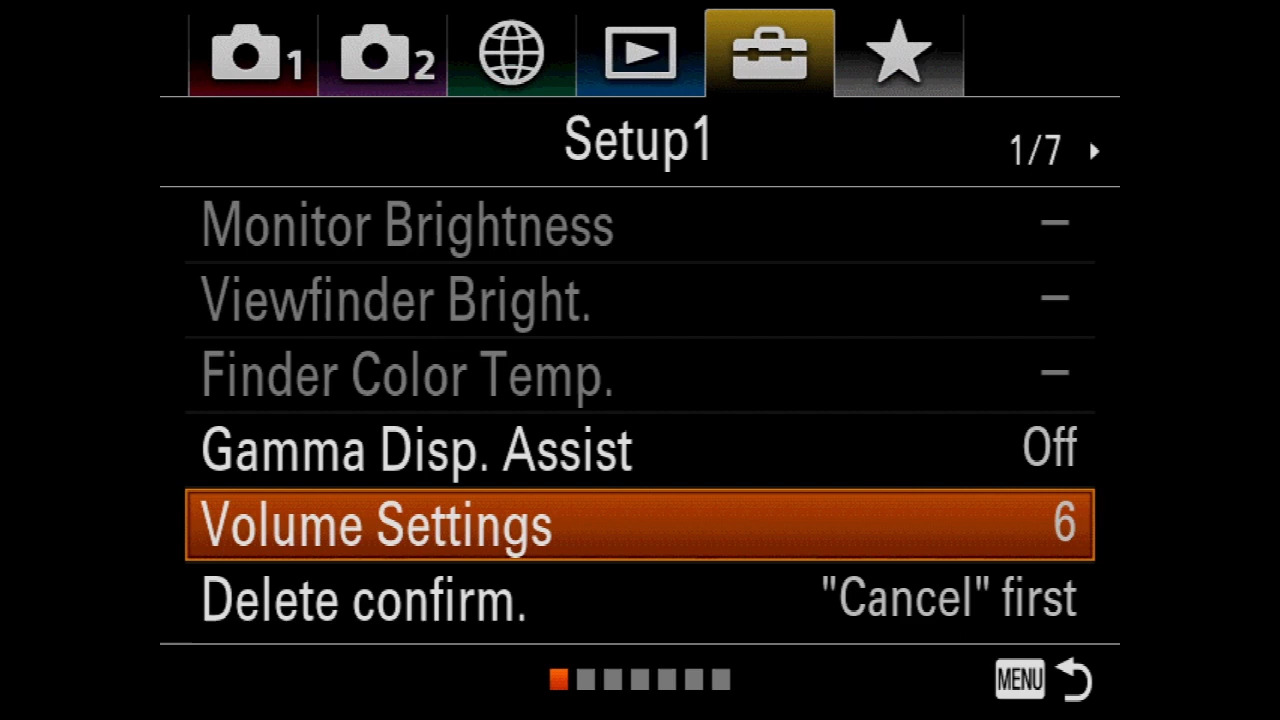 1 2
Setup1
1/7
Monitor Brightness –
Viewfinder Bright. –
Finder Color Temp. –
Gamma Disp. Assist Off
Volume Settings 6
Delete confirm. "Cancel" first
MENU